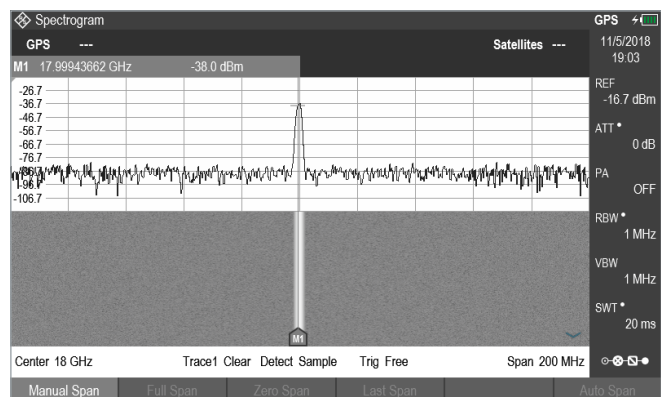 Spectrogram GPS
GPS --- Satellites --- 11/5/2018
19:03
M1 17.99943662 GHz -38.0 dBm
REF
-16.7 dBm
-26.7
-36.7
-46.7
-56.7
-66.7
-76.7
-86.7
-96.7
-106.7
ATT
0 dB
PA
OFF
RBW
1 MHz
VBW
1 MHz
SWT
20 ms
M1
Center 18 GHz Trace1 Clear Detect Sample Trig Free Span 200 MHz
Manual Span Full Span Zero Span Last Span Auto Span